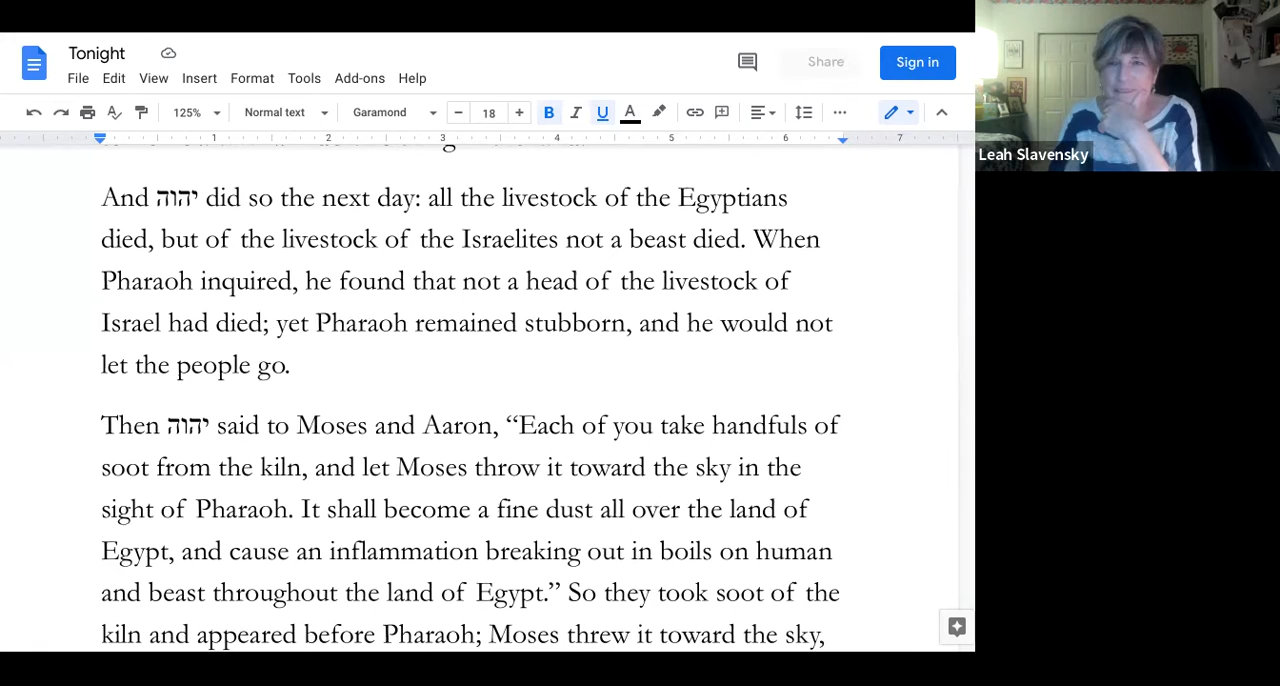 Tonight
File Edit View Insert Format Tools Add-ons Help
Share
Sign in
125% Normal text Garamond − 18 + B I U A
1 2 3 4 5 6 7
And יהוה did so the next day: all the livestock of the Egyptians
died, but of the livestock of the Israelites not a beast died. When
Pharaoh inquired, he found that not a head of the livestock of
Israel had died; yet Pharaoh remained stubborn, and he would not
let the people go.
Then יהוה said to Moses and Aaron, “Each of you take handfuls of
soot from the kiln, and let Moses throw it toward the sky in the
sight of Pharaoh. It shall become a fine dust all over the land of
Egypt, and cause an inflammation breaking out in boils on human
and beast throughout the land of Egypt.” So they took soot of the
kiln and appeared before Pharaoh; Moses threw it toward the sky,
Leah Slavensky